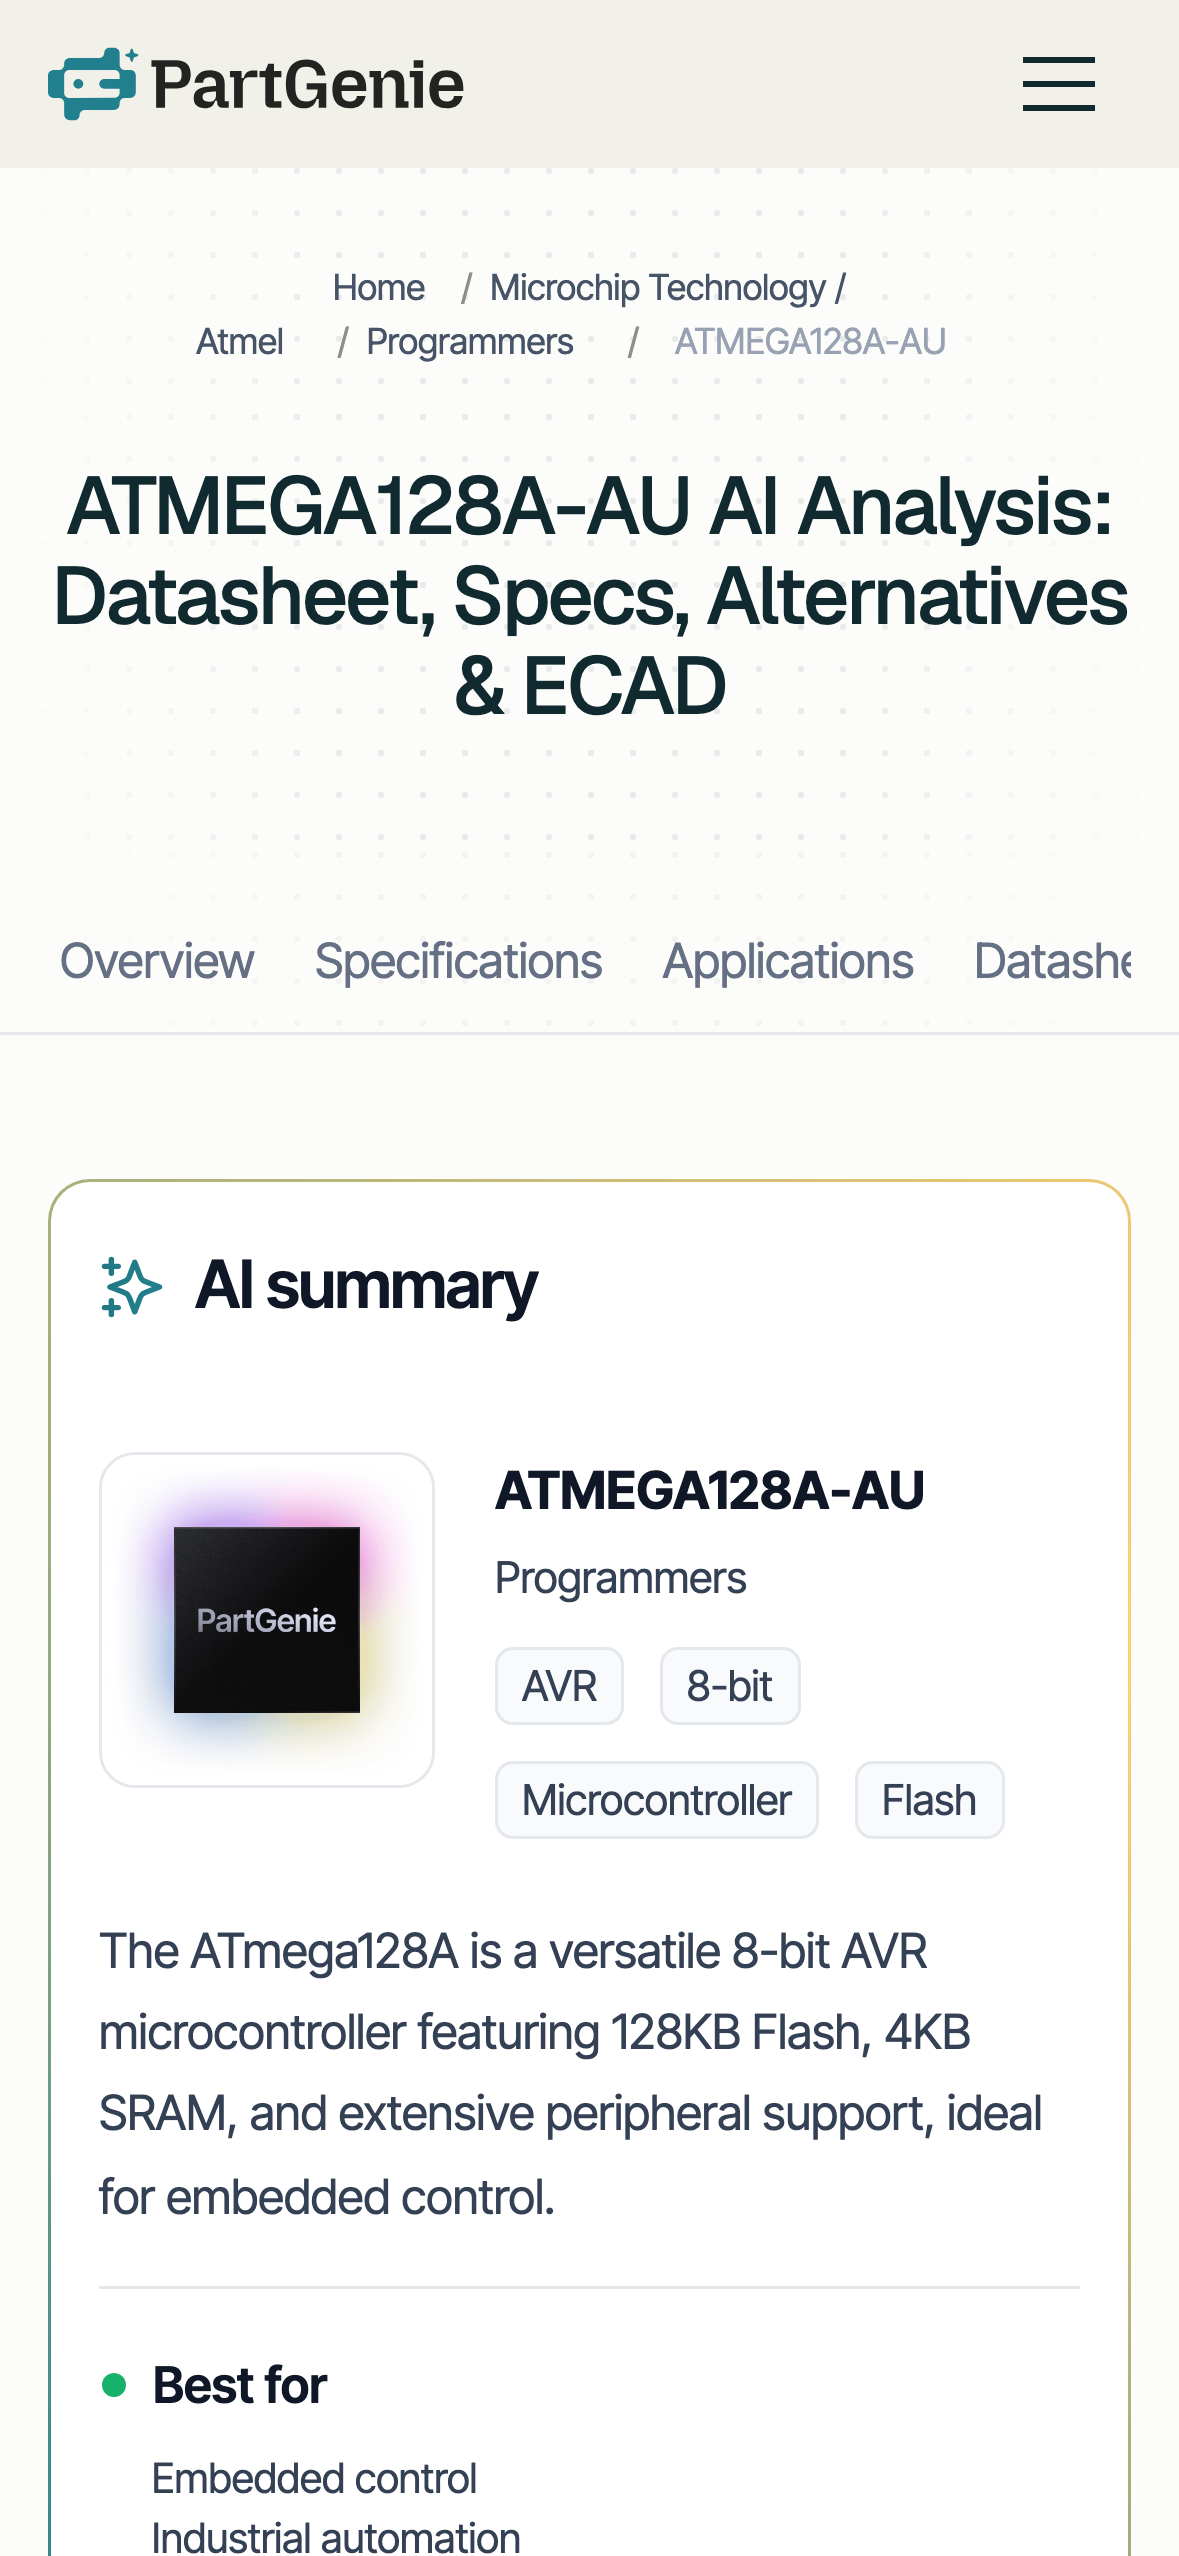 PartGenie
Home / Microchip Technology /
Atmel / Programmers / ATMEGA128A-AU
ATMEGA128A-AU AI Analysis:
Datasheet, Specs, Alternatives
& ECAD
Overview Specifications Applications Datashe
AI summary
PartGenie
ATMEGA128A-AU
Programmers
AVR 8-bit
Microcontroller Flash
The ATmega128A is a versatile 8-bit AVR
microcontroller featuring 128KB Flash, 4KB
SRAM, and extensive peripheral support, ideal
for embedded control.
Best for
Embedded control
Industrial automation